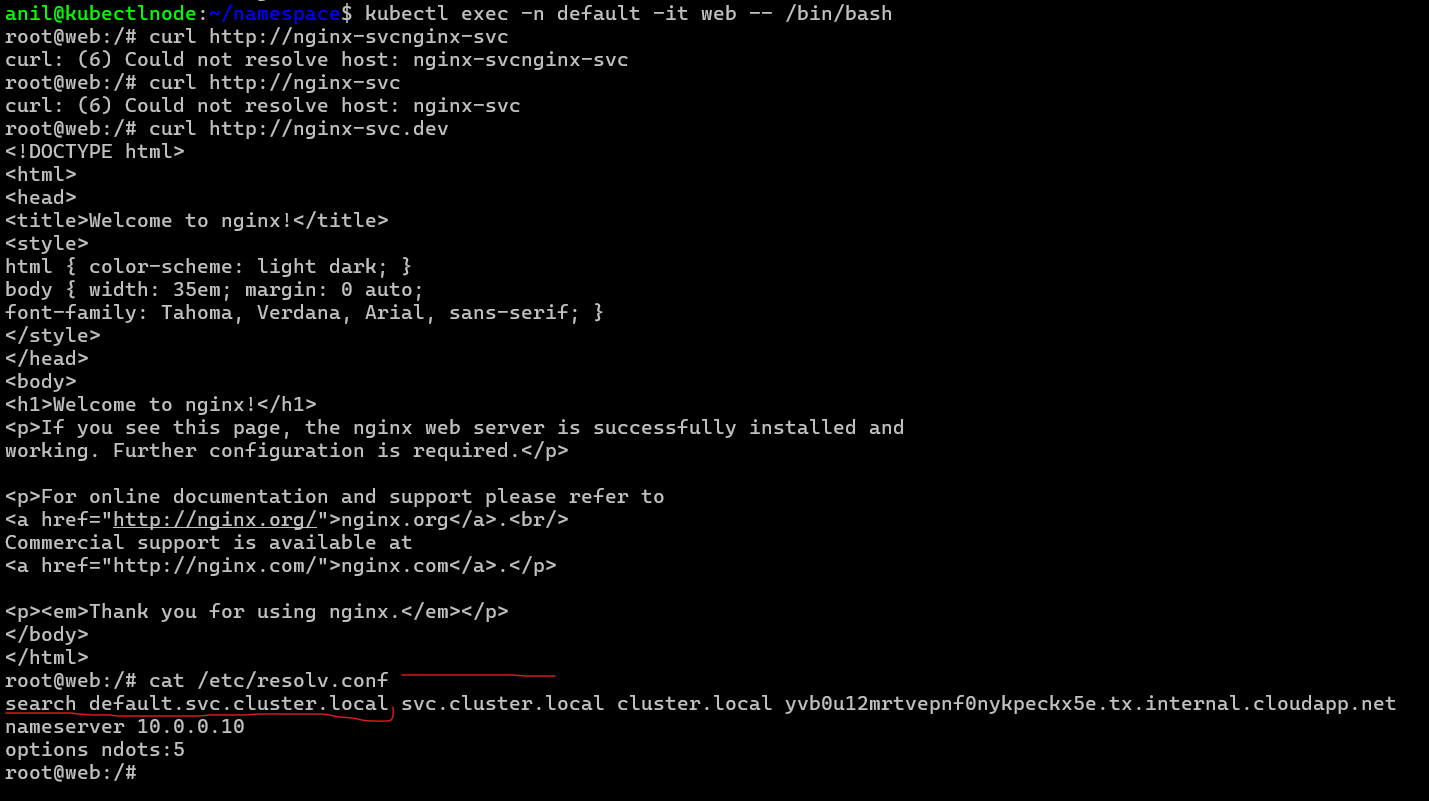 anil@kubectlnode:~/namespace$ kubectl exec -n default -it web -- /bin/bash
root@web:/# curl http://nginx-svcnginx-svc
curl: (6) Could not resolve host: nginx-svcnginx-svc
root@web:/# curl http://nginx-svc
curl: (6) Could not resolve host: nginx-svc
root@web:/# curl http://nginx-svc.dev
<!DOCTYPE html>
<html>
<head>
<title>Welcome to nginx!</title>
<style>
html { color-scheme: light dark; }
body { width: 35em; margin: 0 auto;
font-family: Tahoma, Verdana, Arial, sans-serif; }
</style>
</head>
<body>
<h1>Welcome to nginx!</h1>
<p>If you see this page, the nginx web server is successfully installed and
working. Further configuration is required.</p>

<p>For online documentation and support please refer to
<a href="http://nginx.org/">nginx.org</a>.<br/>
Commercial support is available at
<a href="http://nginx.com/">nginx.com</a>.</p>

<p><em>Thank you for using nginx.</em></p>
</body>
</html>
root@web:/# cat /etc/resolv.conf
search default.svc.cluster.local svc.cluster.local cluster.local yvb0u12mrtvepnf0nykpeckx5e.tx.internal.cloudapp.net
nameserver 10.0.0.10
options ndots:5
root@web:/#